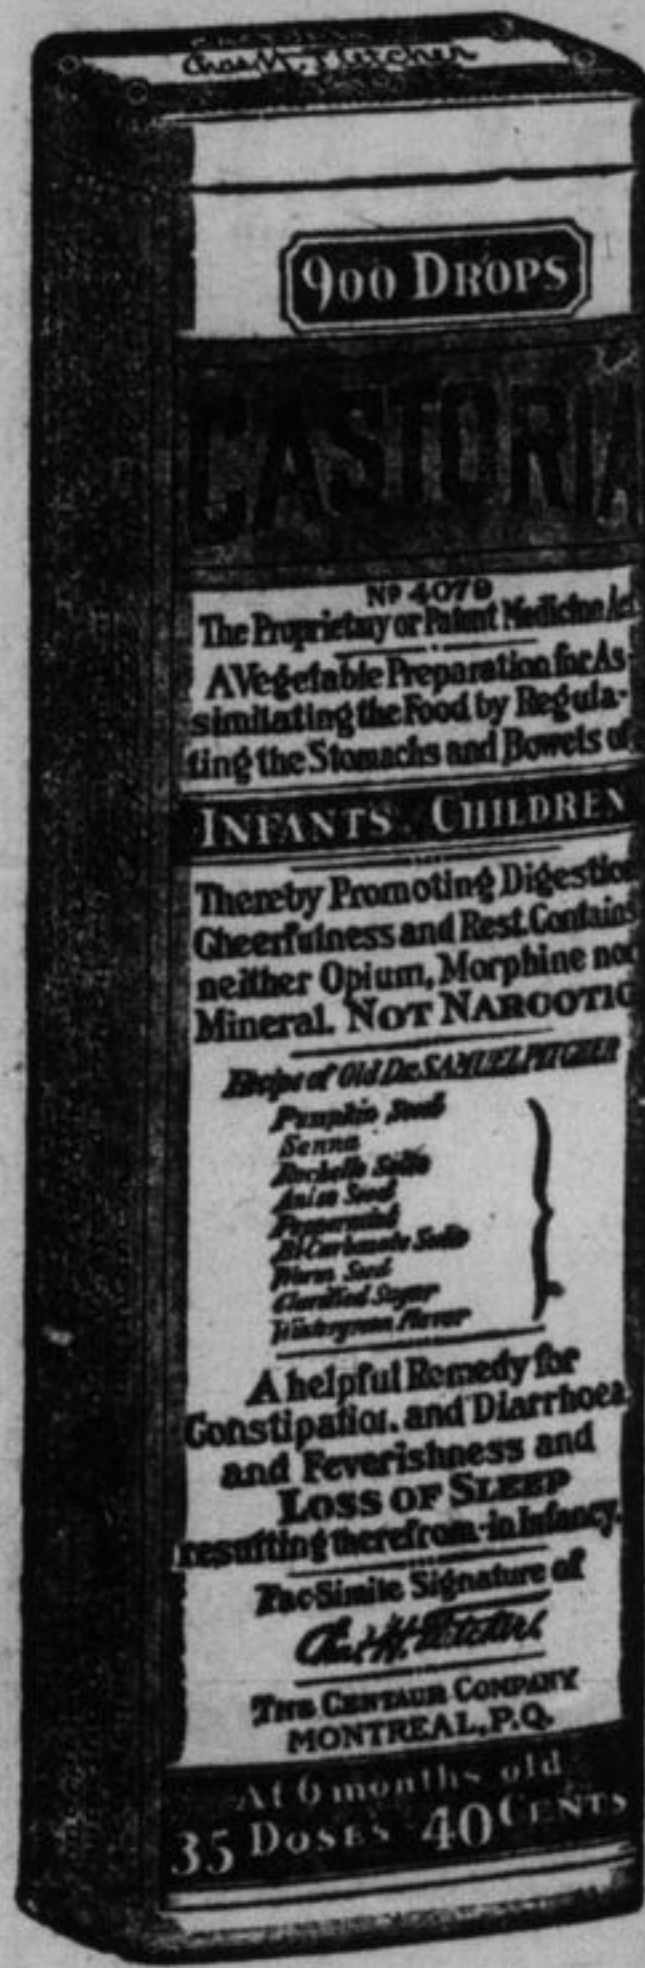 Chas. H. Fletcher
900 DROPS
CASTORIA
Nº 4079
The Proprietary or Patent Medicine Act
A Vegetable Preparation for As-
similating the Food by Regula-
ting the Stomachs and Bowels of
INFANTS. CHILDREN
Thereby Promoting Digestion
Cheerfulness and Rest. Contains
neither Opium, Morphine nor
Mineral. NOT NARCOTIC
Recipe of Old Dr. SAMUEL PITCHER
Pumpkin Seed
Senna
Rochelle Salts
Anise Seed
Peppermint
Bi-Carbonate Soda
Worm Seed
Clarified Sugar
Wintergreen Flavor
A helpful Remedy for
Constipation, and Diarrhoea,
and Feverishness and
LOSS OF SLEEP
resulting therefrom-in Infancy.
Fac-Simile Signature of
Chas. H. Fletcher.
THE CENTAUR COMPANY
MONTREAL, P.Q.
At 6 months old
35 DOSES - 40 CENTS